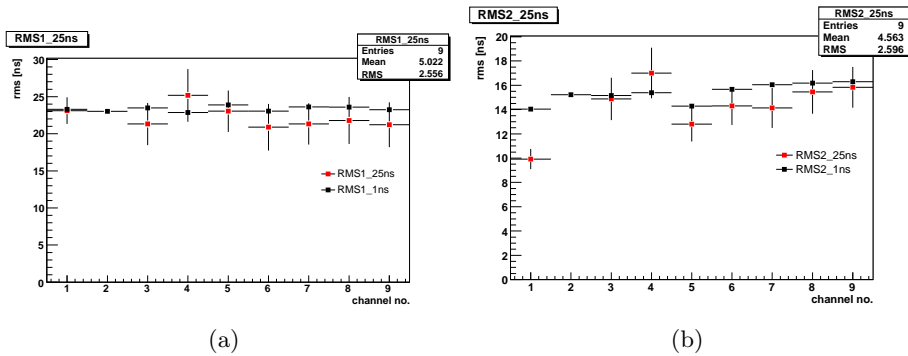 RMS1_25ns
RMS1_25ns
Entries 9
Mean 5.022
RMS 2.556
rms [ns]
30
25
20
15
10
5
0
RMS1_25ns
RMS1_1ns
1 2 3 4 5 6 7 8 9
channel no.
(a)
RMS2_25ns
RMS2_25ns
Entries 9
Mean 4.563
RMS 2.596
rms [ns]
20
18
16
14
12
10
8
6
4
2
0
RMS2_25ns
RMS2_1ns
1 2 3 4 5 6 7 8 9
channel no.
(b)